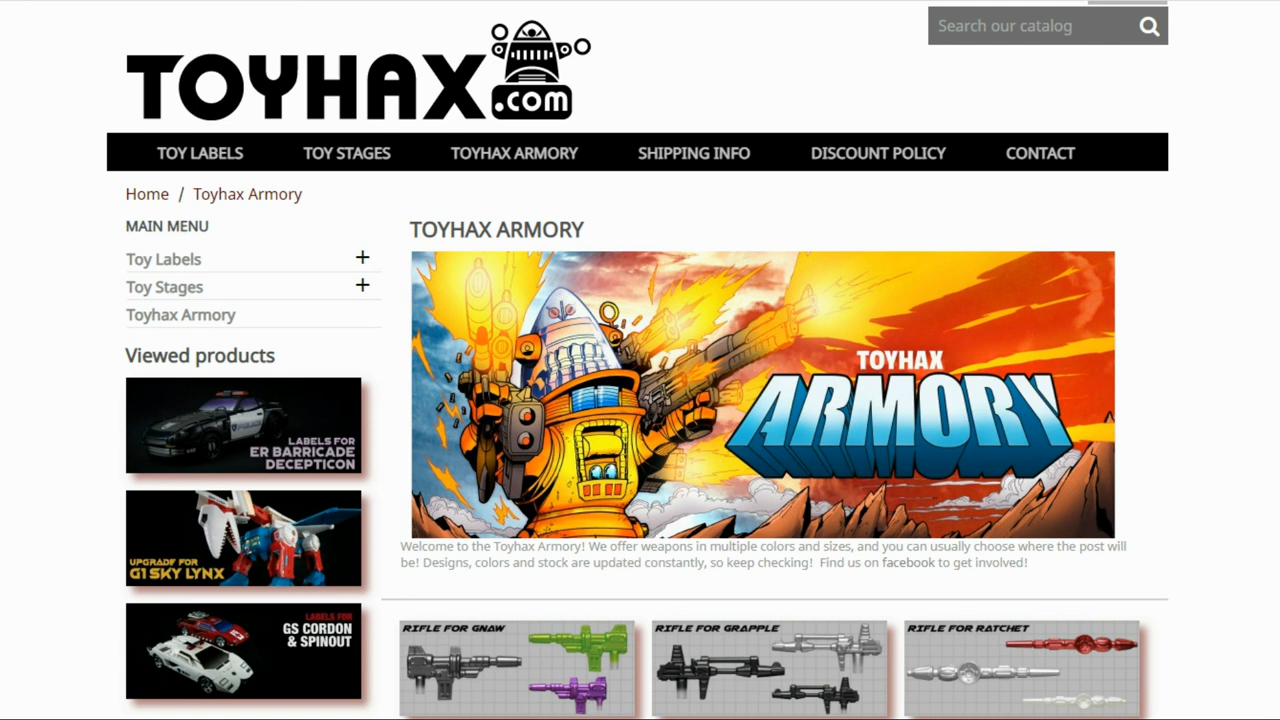 TOYHAX
.com
Search our catalog
TOY LABELS TOY STAGES TOYHAX ARMORY SHIPPING INFO DISCOUNT POLICY CONTACT
Home / Toyhax Armory
MAIN MENU
Toy Labels +
Toy Stages +
Toyhax Armory
Viewed products
LABELS FOR
ER BARRICADE
DECEPTICON
UPGRADE FOR
G1 SKY LYNX
LABELS FOR
GS CORDON
& SPINOUT
TOYHAX ARMORY
TOYHAX
ARMORY
Welcome to the Toyhax Armory! We offer weapons in multiple colors and sizes, and you can usually choose where the post will
be! Designs, colors and stock are updated constantly, so keep checking! Find us on facebook to get involved!
RIFLE FOR GNAW
RIFLE FOR GRAPPLE
RIFLE FOR RATCHET